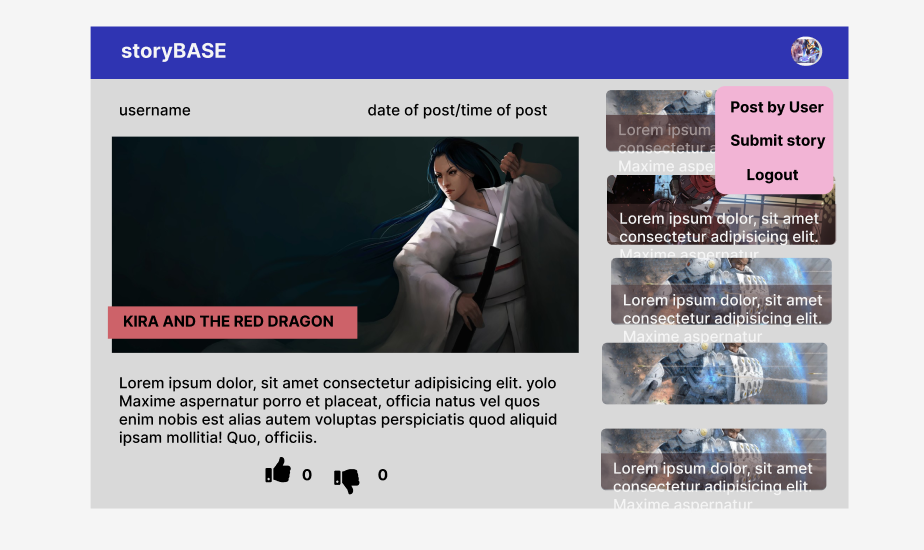 storyBASE
username
date of post/time of post
KIRA AND THE RED DRAGON
Lorem ipsum dolor, sit amet consectetur adipisicing elit. yolo
Maxime aspernatur porro et placeat, officia natus vel quos
enim nobis est alias autem voluptas perspiciatis quod aliquid
ipsam mollitia! Quo, officiis.
0
0
Post by User
Submit story
Logout
Lorem ipsum
consectetur a
Maxime asper
Lorem ipsum dolor, sit amet
consectetur adipisicing elit.
Maxime aspernatur
Lorem ipsum dolor, sit amet
consectetur adipisicing elit.
Maxime aspernatur
Lorem ipsum dolor, sit amet
consectetur adipisicing elit.
Maxime aspernatur